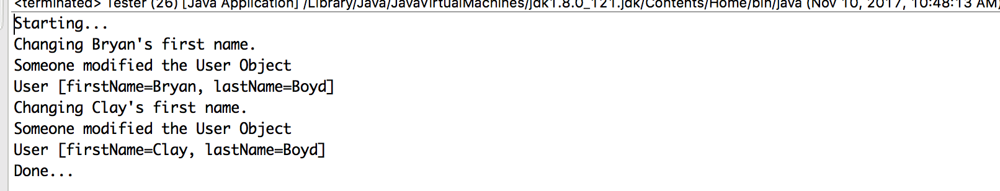 <terminated> Tester (26) [Java Application] /Library/Java/JavaVirtualMachines/jdk1.8.0_121.jdk/Contents/Home/bin/java (Nov 10, 2017, 10:48:13 AM)
Starting...
Changing Bryan's first name.
Someone modified the User Object
User [firstName=Bryan, lastName=Boyd]
Changing Clay's first name.
Someone modified the User Object
User [firstName=Clay, lastName=Boyd]
Done...